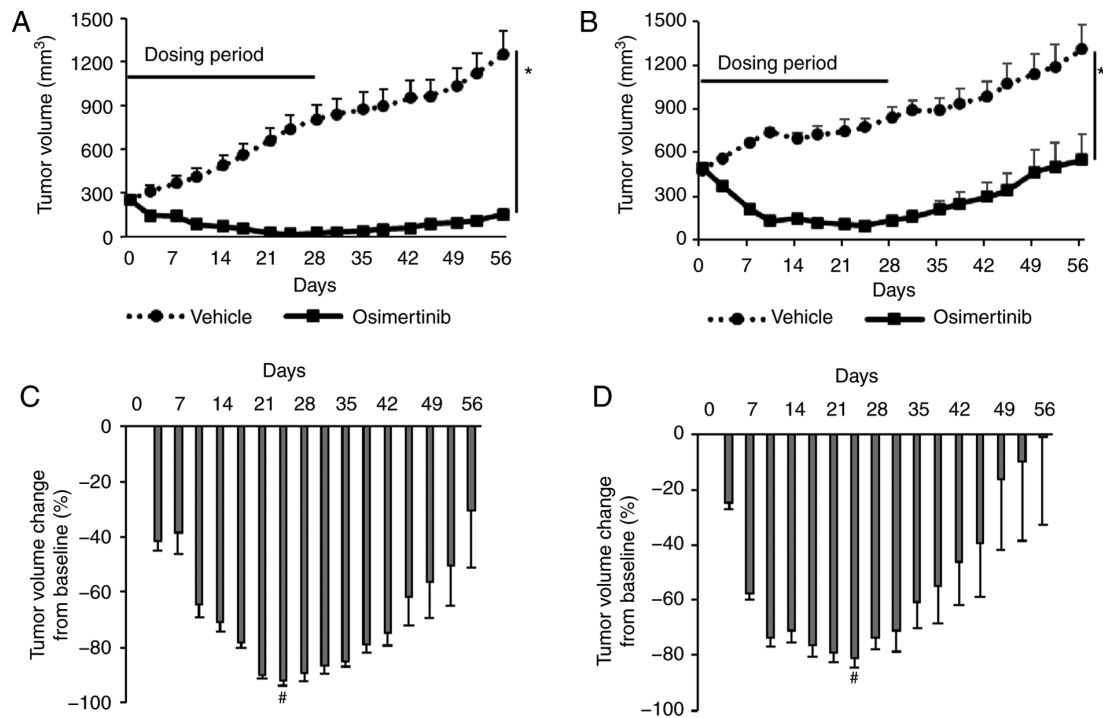 A
Tumor volume (mm³)
1500
1200
900
600
300
0
Dosing period
*
0 7 14 21 28 35 42 49 56
Days
Vehicle Osimertinib
B
Tumor volume (mm³)
1500
1200
900
600
300
0
Dosing period
*
0 7 14 21 28 35 42 49 56
Days
Vehicle Osimertinib
C
Days
0 7 14 21 28 35 42 49 56
Tumor volume change
from baseline (%)
0
−20
−40
−60
−80
−100
#
D
Days
0 7 14 21 28 35 42 49 56
Tumor volume change
from baseline (%)
0
−20
−40
−60
−80
−100
#